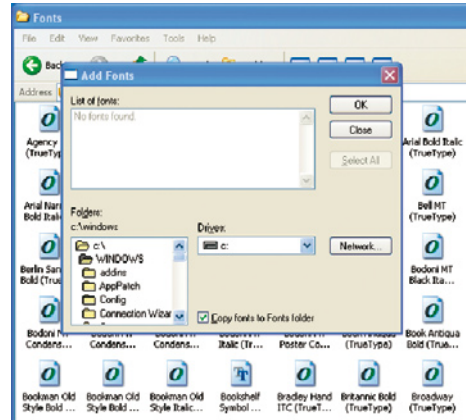 Fonts
File Edit View Favorites Tools Help
Back
Address
Add Fonts
List of fonts:
No fonts found.
OK
Close
Select All
Folders:
c:\windows
Drives:
c:
Network...
c:\
WINDOWS
addins
AppPatch
Config
Connection Wizar
Copy fonts to Fonts folder
Agency
(TrueTyp
Arial Bold Italic
(TrueType)
Arial Narr
Bold Itali
Bell MT
(TrueType)
Berlin San
Bold (True
Bodoni MT
Black Ita...
Bodoni M
Condens... Condens... Italic (Tr... Poster Co... (TrueType)
Book Antiqua
Bold (True...
Bookman Old
Style Bold ...
Bookman Old
Style Bold ...
Bookman Old
Style Italic...
Bookshelf
Symbol ...
Bradley Hand
ITC (TrueT...
Britannic Bold
(TrueType)
Broadway
(TrueType)